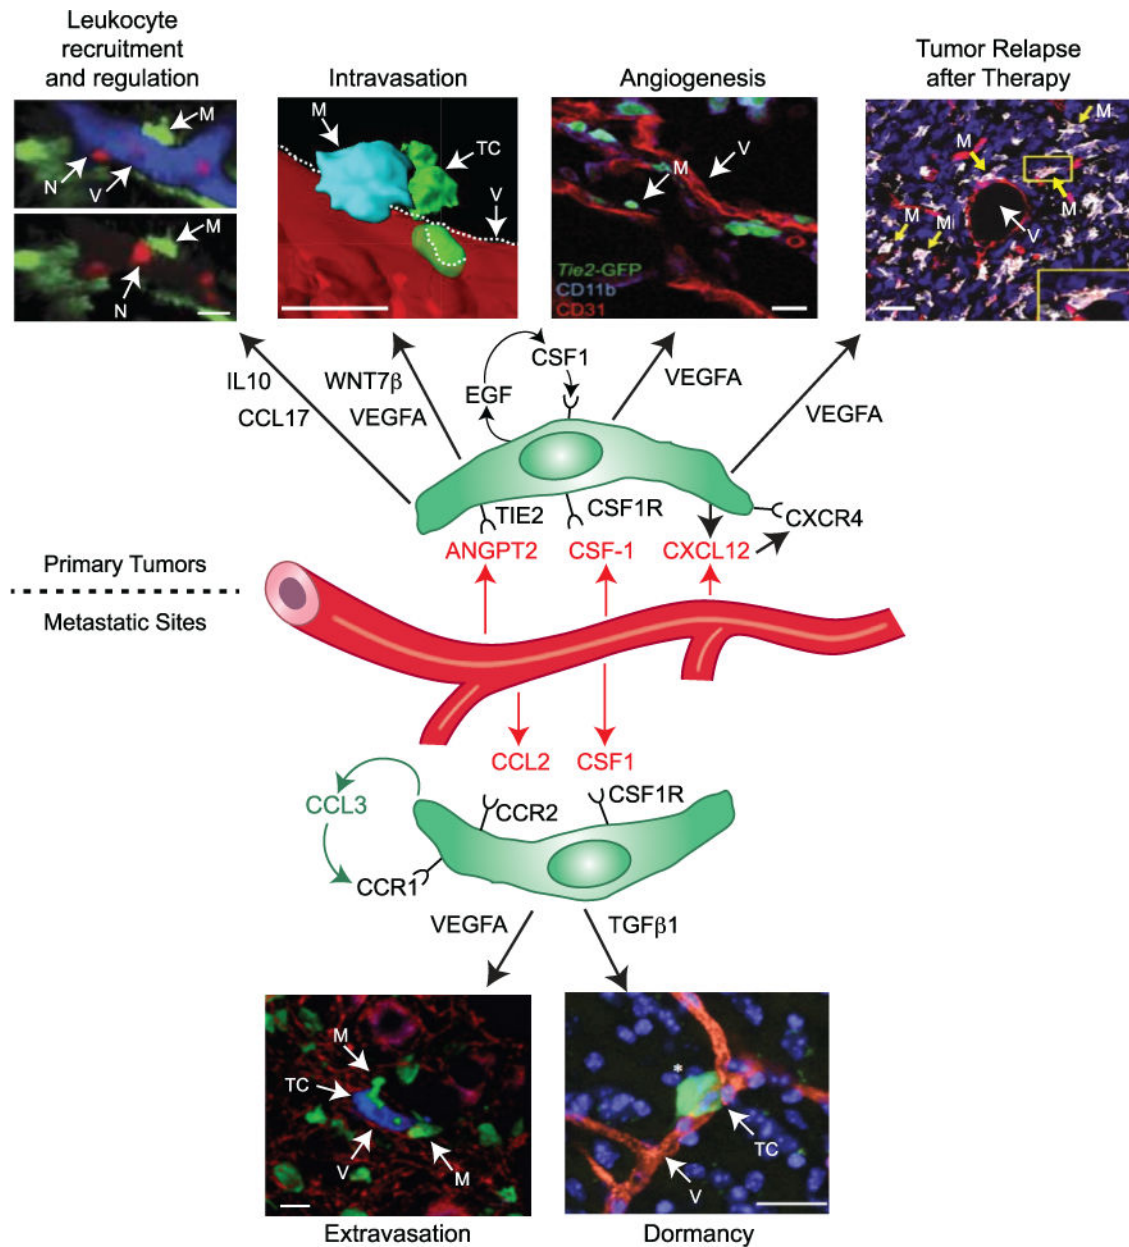 Leukocyte
recruitment
and regulation
Intravasation
Angiogenesis
Tumor Relapse
after Therapy
M
N
V
M
N
M
TC
V
V
M
Tie2-GFP
CD11b
CD31
M
M
M
M
M
V
IL10
CCL17
WNT7β
VEGFA
EGF
CSF1
VEGFA
VEGFA
TIE2
CSF1R
CXCR4
ANGPT2
CSF-1
CXCL12
Primary Tumors
Metastatic Sites
CCL2
CSF1
CCL3
CCR2
CSF1R
CCR1
VEGFA
TGFβ1
M
TC
V
M
*
TC
V
Extravasation
Dormancy